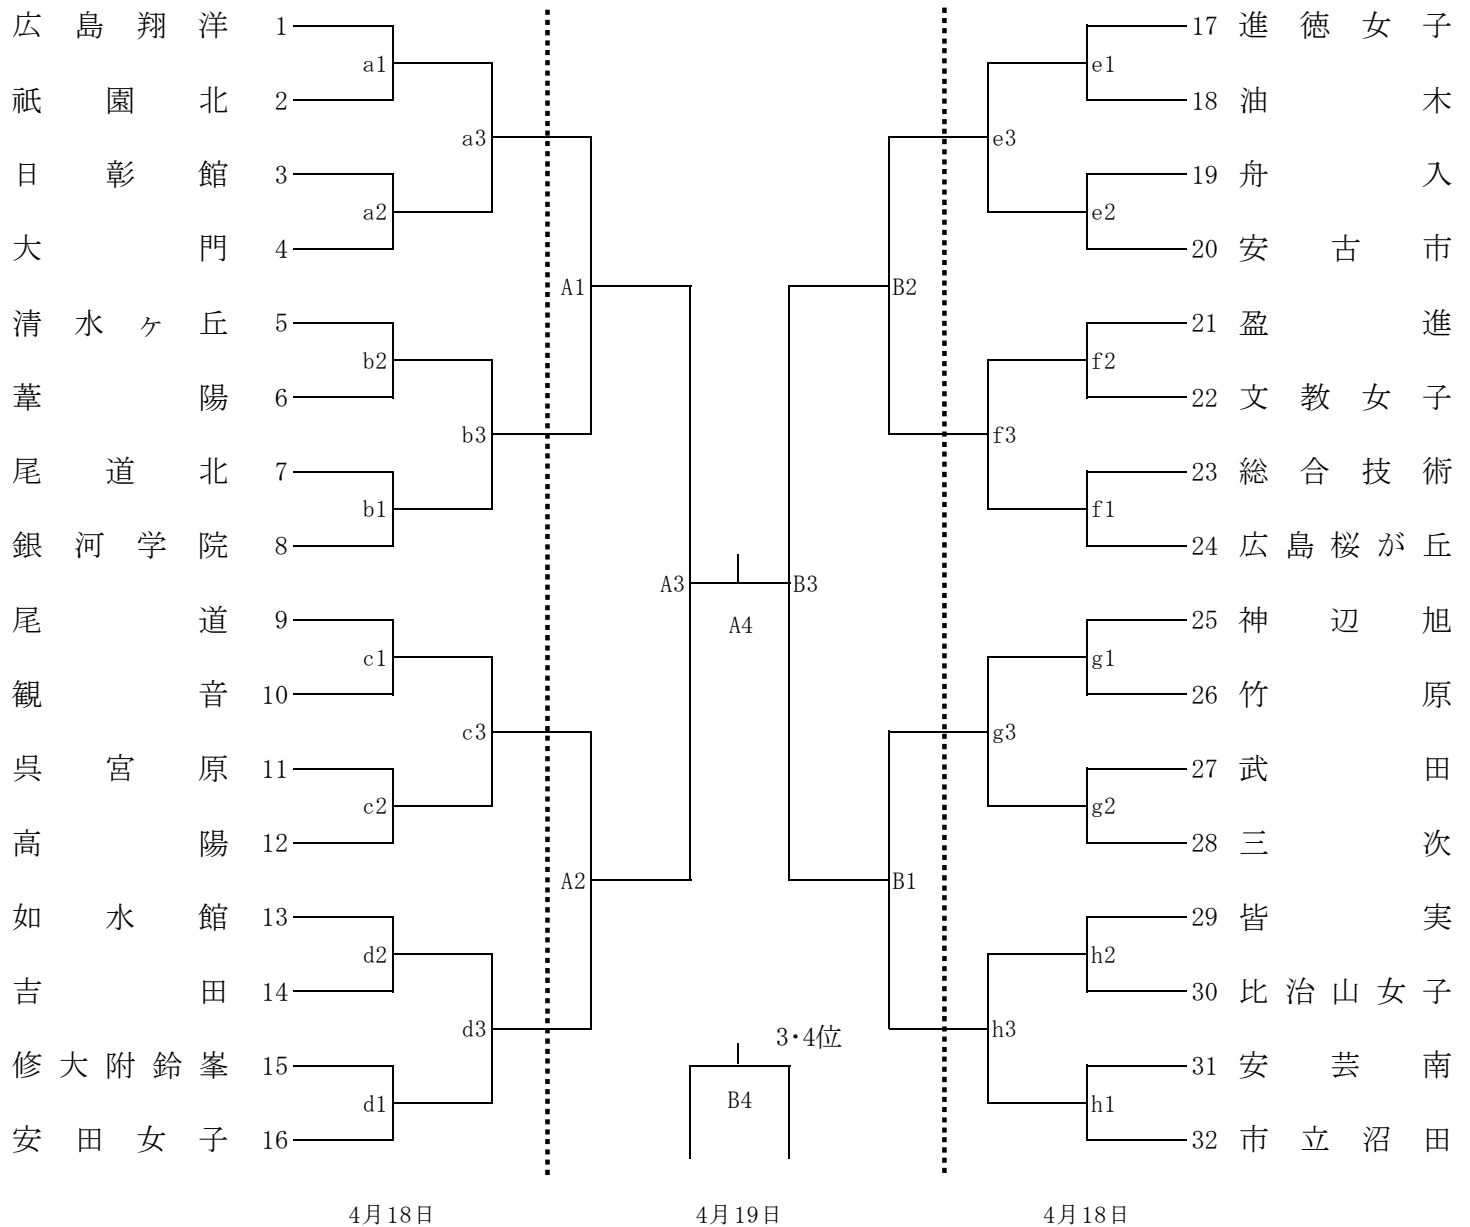 広島翔洋 1
a1
祇園北 2
a3
日彰館 3
a2
大門 4
A1
清水ヶ丘 5
b2
葦陽 6
b3
尾道北 7
b1
銀河学院 8
A3
尾道 9
c1
観音 10
c3
呉宮原 11
c2
高陽 12
A2
如水館 13
d2
吉田 14
d3
修大附鈴峯 15
d1
安田女子 16
A4
3・4位
B4
17 進徳女子
e1
18 油木
e3
19 舟入
e2
20 安古市
B2
21 盈進
f2
22 文教女子
f3
23 総合技術
f1
24 広島桜が丘
B3
25 神辺旭
g1
26 竹原
g3
27 武田
g2
28 三次
B1
29 皆実
h2
30 比治山女子
h3
31 安芸南
h1
32 市立沼田
4月18日
4月19日
4月18日